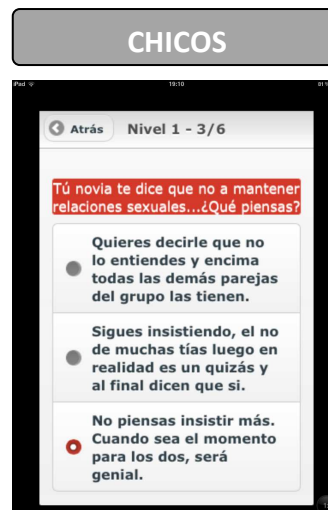 CHICOS
iPad 19:10
Atrás Nivel 1 - 3/6
Tú novia te dice que no a mantener
relaciones sexuales...¿Qué piensas?
Quieres decirle que no
lo entiendes y encima
todas las demás parejas
del grupo las tienen.
Sigues insistiendo, el no
de muchas tías luego en
realidad es un quizás y
al final dicen que si.
No piensas insistir más.
Cuando sea el momento
para los dos, será
genial.